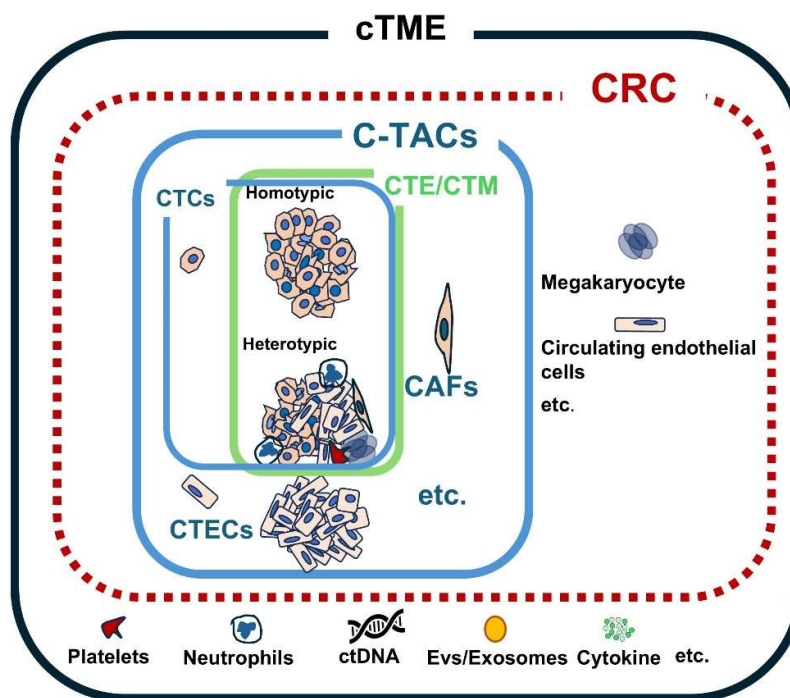 cTME
CRC
C-TACs
CTE/CTM
CTCs
Homotypic
Heterotypic
CAFs
CTECs
etc.
Megakaryocyte
Circulating endothelial
cells
etc.
Platelets
Neutrophils
ctDNA
Evs/Exosomes
Cytokine
etc.